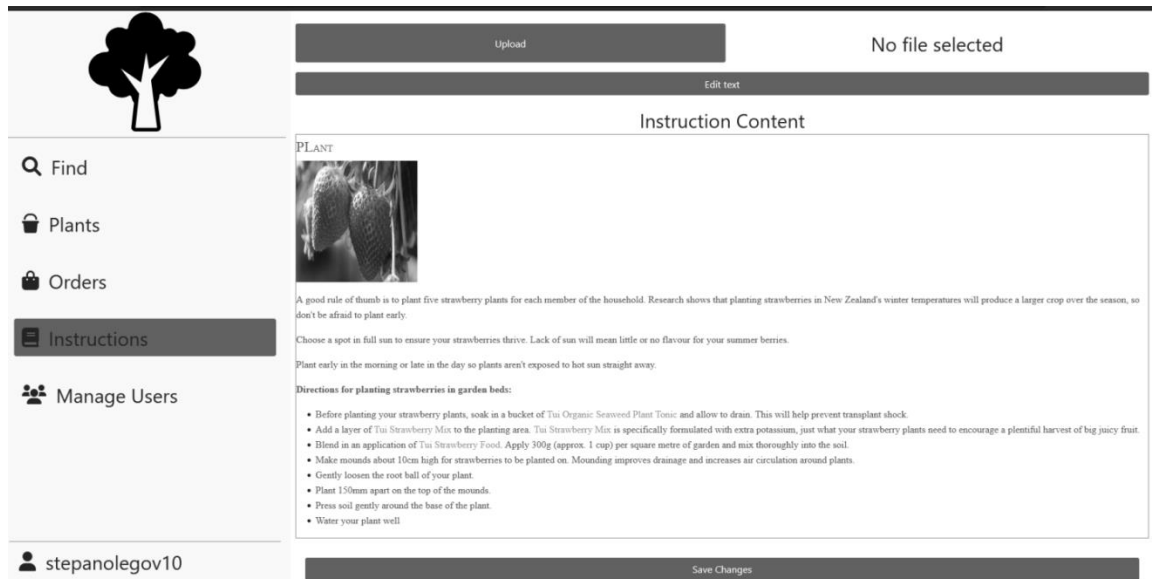 Upload
No file selected
Edit text
Find
Plants
Orders
Instructions
Manage Users
stepanolegov10
Instruction Content
PLANT
A good rule of thumb is to plant five strawberry plants for each member of the household. Research shows that planting strawberries in New Zealand's winter temperatures will produce a larger crop over the season, so
don't be afraid to plant early.
Choose a spot in full sun to ensure your strawberries thrive. Lack of sun will mean little or no flavour for your summer berries.
Plant early in the morning or late in the day so plants aren't exposed to hot sun straight away.
Directions for planting strawberries in garden beds:
• Before planting your strawberry plants, soak in a bucket of Tui Organic Seaweed Plant Tonic and allow to drain. This will help prevent transplant shock.
• Add a layer of Tui Strawberry Mix to the planting area. Tui Strawberry Mix is specifically formulated with extra potassium, just what your strawberry plants need to encourage a plentiful harvest of big juicy fruit.
• Blend in an application of Tui Strawberry Food. Apply 300g (approx. 1 cup) per square metre of garden and mix thoroughly into the soil.
• Make mounds about 10cm high for strawberries to be planted on. Mounding improves drainage and increases air circulation around plants.
• Gently loosen the root ball of your plant.
• Plant 150mm apart on the top of the mounds.
• Press soil gently around the base of the plant.
• Water your plant well
Save Changes